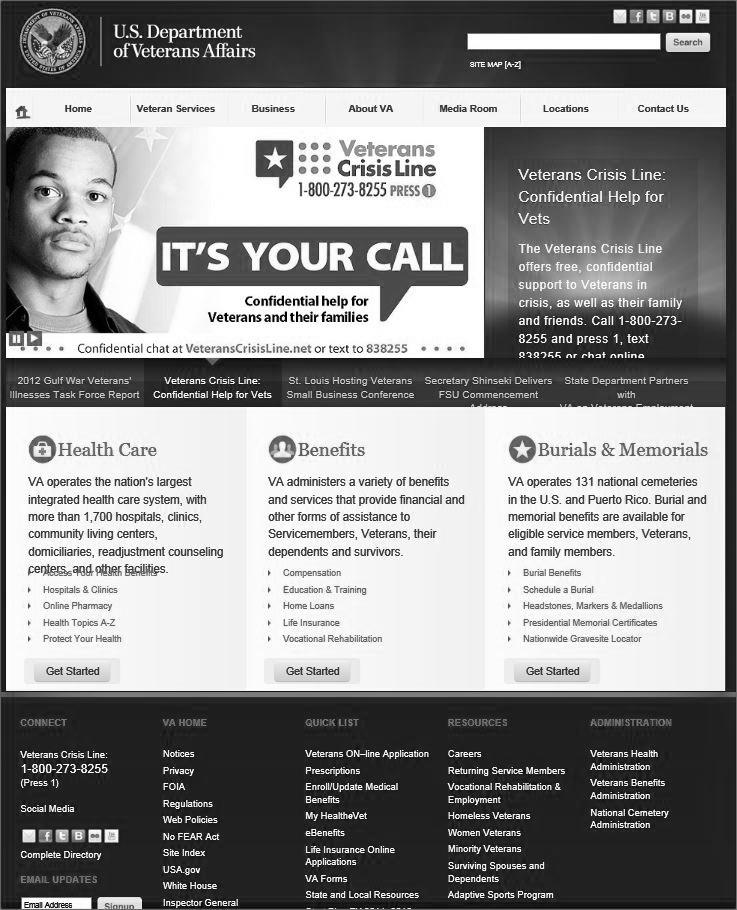 U.S. Department
of Veterans Affairs
Search
SITE MAP [A-Z]
Home
Veteran Services
Business
About VA
Media Room
Locations
Contact Us
Veterans
Crisis Line
1-800-273-8255 PRESS 1
IT'S YOUR CALL
Confidential help for
Veterans and their families
Confidential chat at VeteransCrisisLine.net or text to 838255
Veterans Crisis Line:
Confidential Help for
Vets
The Veterans Crisis Line
offers free, confidential
support to Veterans in
crisis, as well as their family
and friends. Call 1-800-273-
8255 and press 1, text
838255 or chat online
2012 Gulf War Veterans'
Illnesses Task Force Report
Veterans Crisis Line:
Confidential Help for Vets
St. Louis Hosting Veterans
Small Business Conference
Secretary Shinseki Delivers
FSU Commencement
Address
State Department Partners
with
VA on Veterans Employment
Health Care
VA operates the nation's largest
integrated health care system, with
more than 1,700 hospitals, clinics,
community living centers,
domiciliaries, readjustment counseling
centers, and other facilities.
Access Your Health Benefits
Hospitals & Clinics
Online Pharmacy
Health Topics A-Z
Protect Your Health
Get Started
Benefits
VA administers a variety of benefits
and services that provide financial and
other forms of assistance to
Servicemembers, Veterans, their
dependents and survivors.
Compensation
Education & Training
Home Loans
Life Insurance
Vocational Rehabilitation
Get Started
Burials & Memorials
VA operates 131 national cemeteries
in the U.S. and Puerto Rico. Burial and
memorial benefits are available for
eligible service members, Veterans,
and family members.
Burial Benefits
Schedule a Burial
Headstones, Markers & Medallions
Presidential Memorial Certificates
Nationwide Gravesite Locator
Get Started
CONNECT
Veterans Crisis Line:
1-800-273-8255
(Press 1)
Social Media
Complete Directory
EMAIL UPDATES
Email Address
Signup
VA HOME
Notices
Privacy
FOIA
Regulations
Web Policies
No FEAR Act
Site Index
USA.gov
White House
Inspector General
QUICK LIST
Veterans ON-line Application
Prescriptions
Enroll/Update Medical
Benefits
My HealtheVet
eBenefits
Life Insurance Online
Applications
VA Forms
State and Local Resources
RESOURCES
Careers
Returning Service Members
Vocational Rehabilitation &
Employment
Homeless Veterans
Women Veterans
Minority Veterans
Surviving Spouses and
Dependents
Adaptive Sports Program
ADMINISTRATION
Veterans Health
Administration
Veterans Benefits
Administration
National Cemetery
Administration